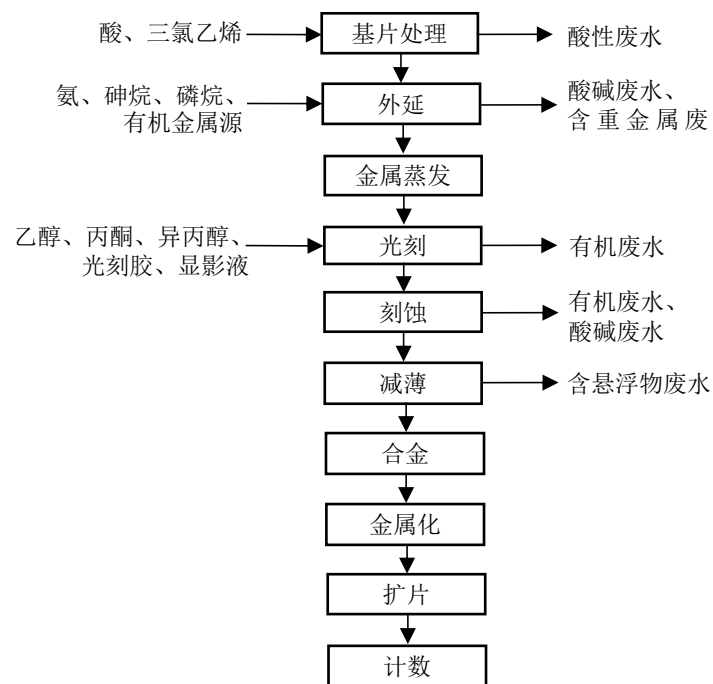 酸、三氯乙烯
基片处理
酸性废水
氨、砷烷、磷烷、
有机金属源
外延
酸碱废水、
含重金属废
金属蒸发
乙醇、丙酮、异丙醇、
光刻胶、显影液
光刻
有机废水
刻蚀
有机废水、
酸碱废水
减薄
含悬浮物废水
合金
金属化
扩片
计数